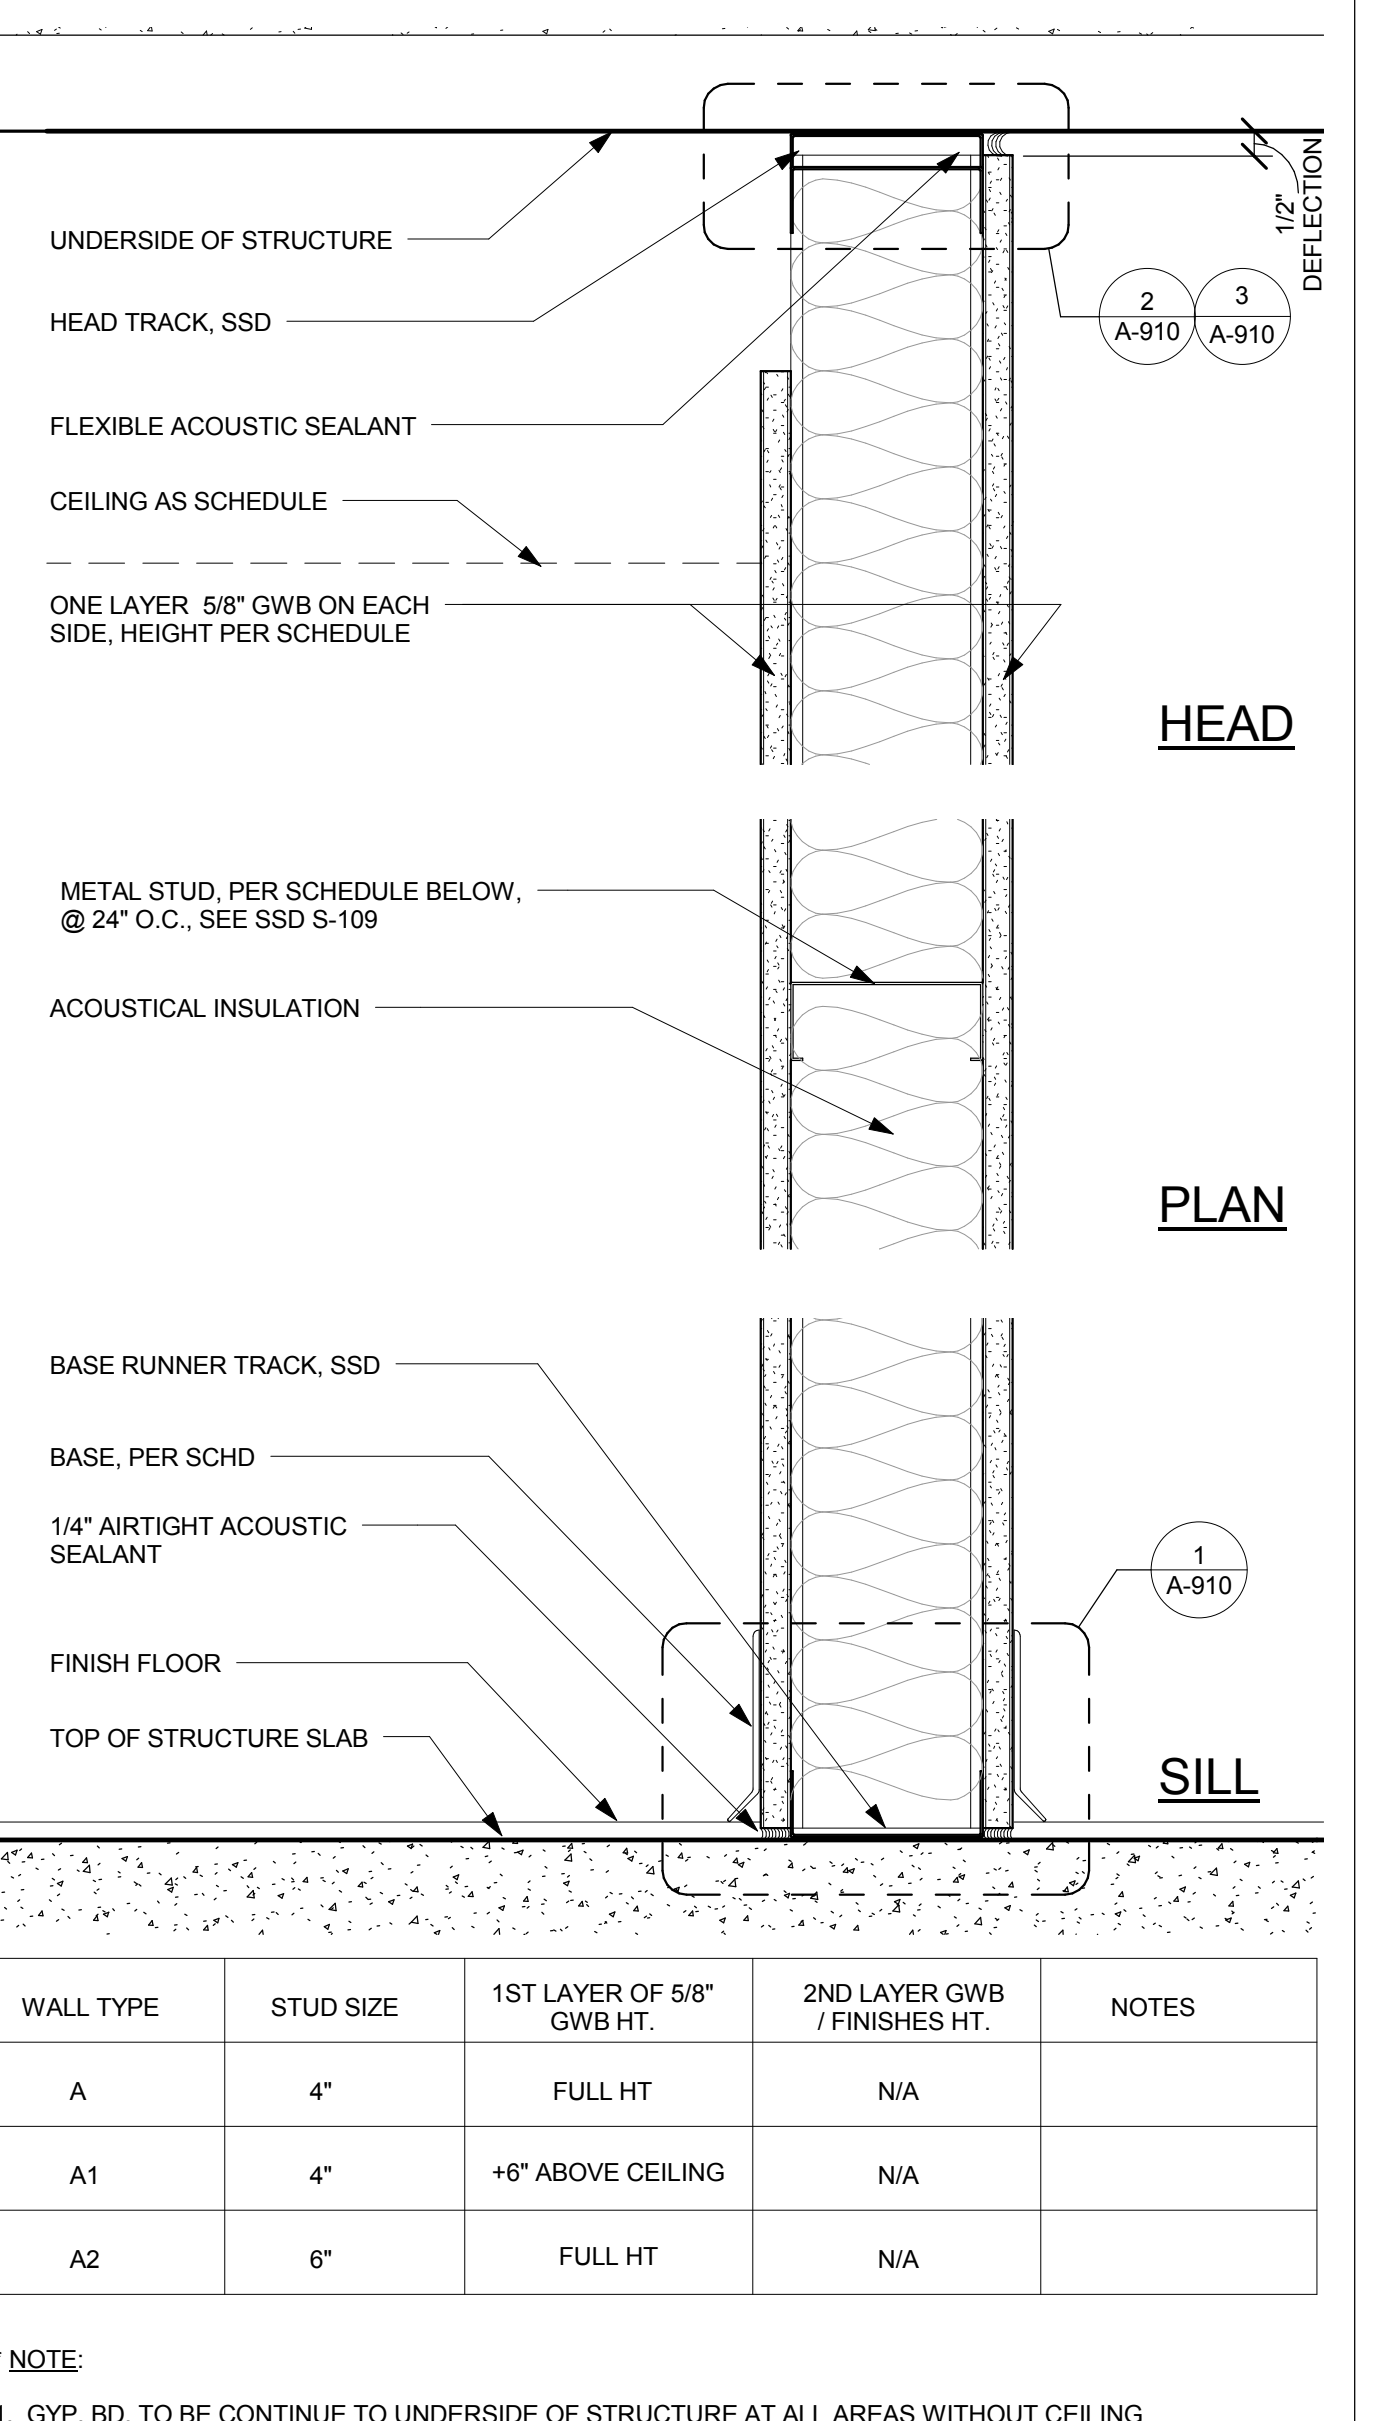 UNDERSIDE OF STRUCTURE
HEAD TRACK, SSD
FLEXIBLE ACOUSTIC SEALANT
CEILING AS SCHEDULE
ONE LAYER 5/8" GWB ON EACH
SIDE, HEIGHT PER SCHEDULE
1/2"
DEFLECTION
2
A-910
3
A-910
HEAD
METAL STUD, PER SCHEDULE BELOW,
@ 24" O.C., SEE SSD S-109
ACOUSTICAL INSULATION
PLAN
BASE RUNNER TRACK, SSD
BASE, PER SCHD
1/4" AIRTIGHT ACOUSTIC
SEALANT
FINISH FLOOR
TOP OF STRUCTURE SLAB
1
A-910
SILL
WALL TYPE
STUD SIZE
1ST LAYER OF 5/8"
GWB HT.
2ND LAYER GWB
/ FINISHES HT.
NOTES
A
4"
FULL HT
N/A
A1
4"
+6" ABOVE CEILING
N/A
A2
6"
FULL HT
N/A
* NOTE:
1. GYP. BD. TO BE CONTINUE TO UNDERSIDE OF STRUCTURE AT ALL AREAS WITHOUT CEILING